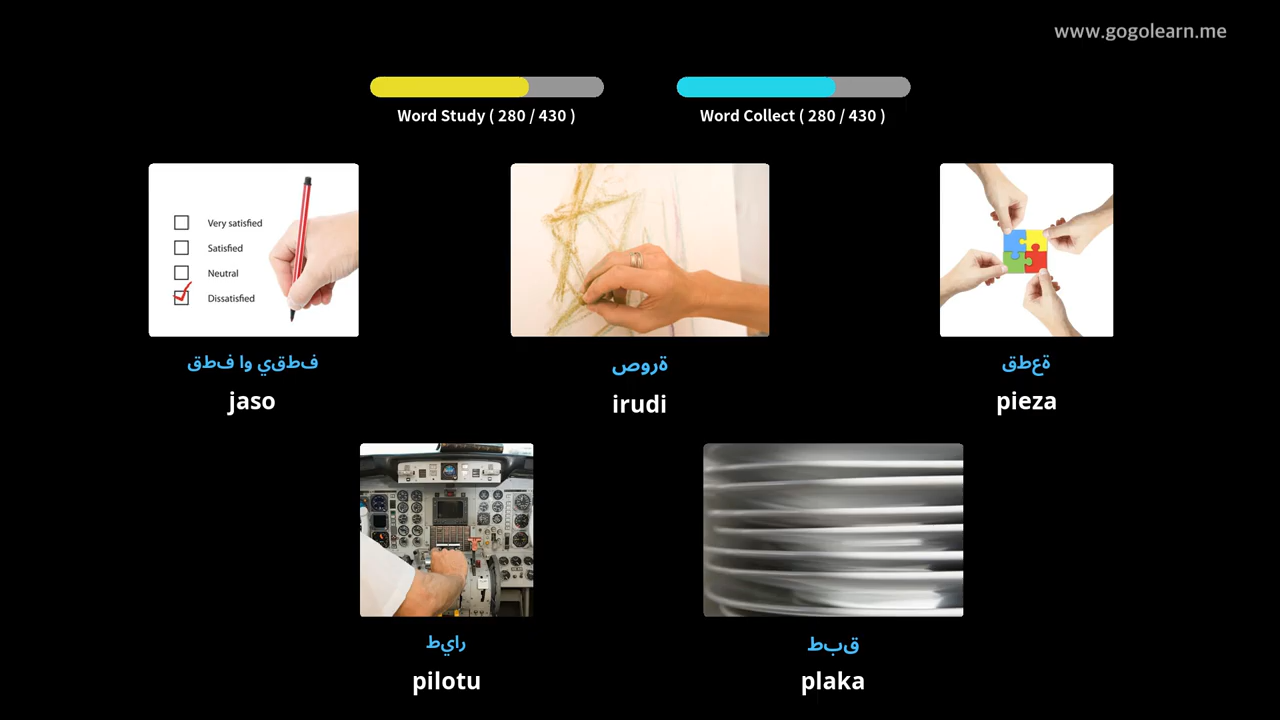 www.gogolearn.me
Word Study ( 280 / 430 )
Word Collect ( 280 / 430 )
Very satisfied
Satisfied
Neutral
Dissatisfied
فطقي وا فطق
jaso
ةروص
irudi
ةعطق
pieza
رايط
pilotu
قبط
plaka